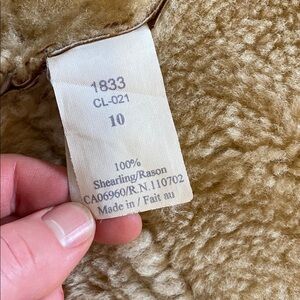 1833
CL-021
10
100%
Shearling/Rason
CA06960/R.N.110702
Made in / Fait au